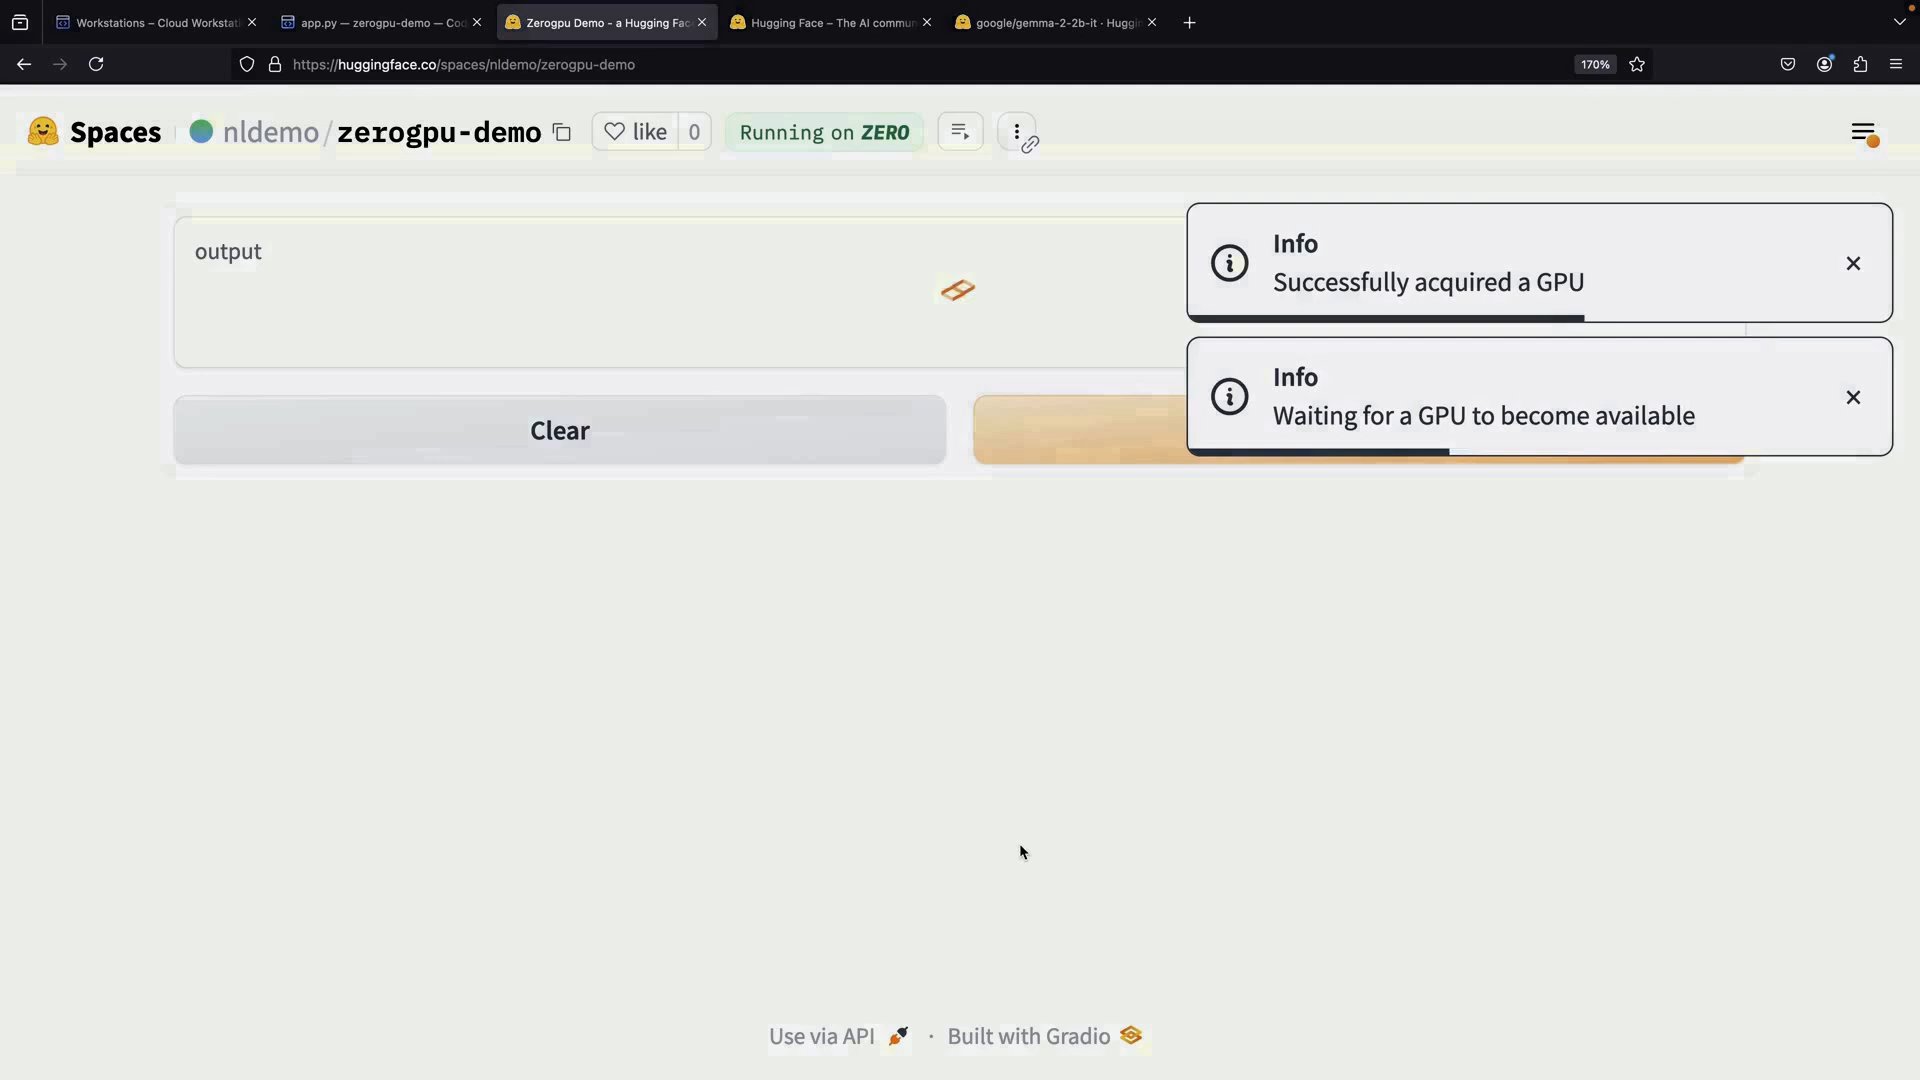 Workstations – Cloud Workstat
app.py — zerogpu-demo — Cod
Zerogpu Demo - a Hugging Fac
Hugging Face – The AI commun
google/gemma-2-2b-it · Huggin
https://huggingface.co/spaces/nldemo/zerogpu-demo
170%
Spaces nldemo/zerogpu-demo like 0 Running on ZERO
output
Info
Successfully acquired a GPU
Info
Waiting for a GPU to become available
Clear
Use via API · Built with Gradio